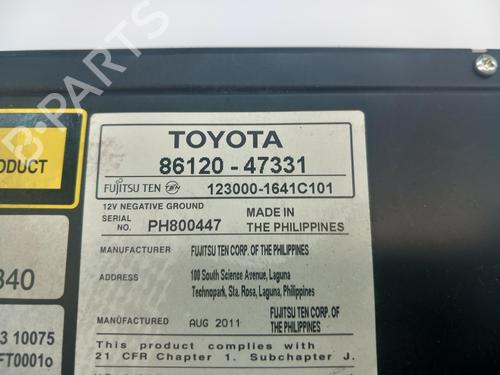 TOYOTA
86120 - 47331
FUJITSU TEN TEN 123000-1641C101
12V NEGATIVE GROUND
SERIAL NO. PH800447 MADE IN THE PHILIPPINES
MANUFACTURER FUJITSU TEN CORP. OF THE PHILIPPINES
ADDRESS 100 South Science Avenue, Laguna
Technopark, Sta. Rosa, Laguna, Philippines
MANUFACTURED AUG 2011 FUJITSU TEN CORP. OF THE PHILIPPINES
This product complies with
21 CFR Chapter 1. Subchapter J.
RODUCT
340
3 10075
FT0001o
B-PARTS